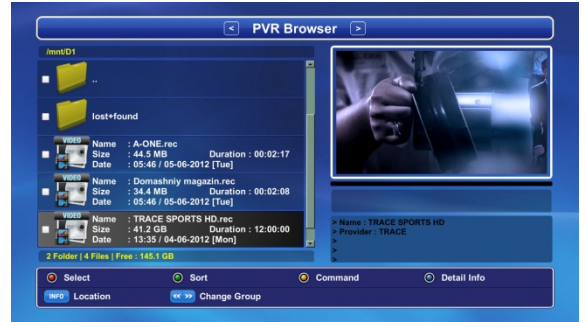 < PVR Browser >
/mnt/D1
..
lost+found
VIDEO
Name : A-ONE.rec
Size : 44.5 MB Duration : 00:02:17
Date : 05:46 / 05-06-2012 [Tue]
VIDEO
Name : Domashniy magazin.rec
Size : 34.4 MB Duration : 00:02:08
Date : 05:46 / 05-06-2012 [Tue]
VIDEO
Name : TRACE SPORTS HD.rec
Size : 41.2 GB Duration : 12:00:00
Date : 13:35 / 04-06-2012 [Mon]
2 Folder | 4 Files | Free : 145.1 GB
> Name : TRACE SPORTS HD
> Provider : TRACE
>
>
>
Select Sort Command Detail Info
INFO Location << >> Change Group